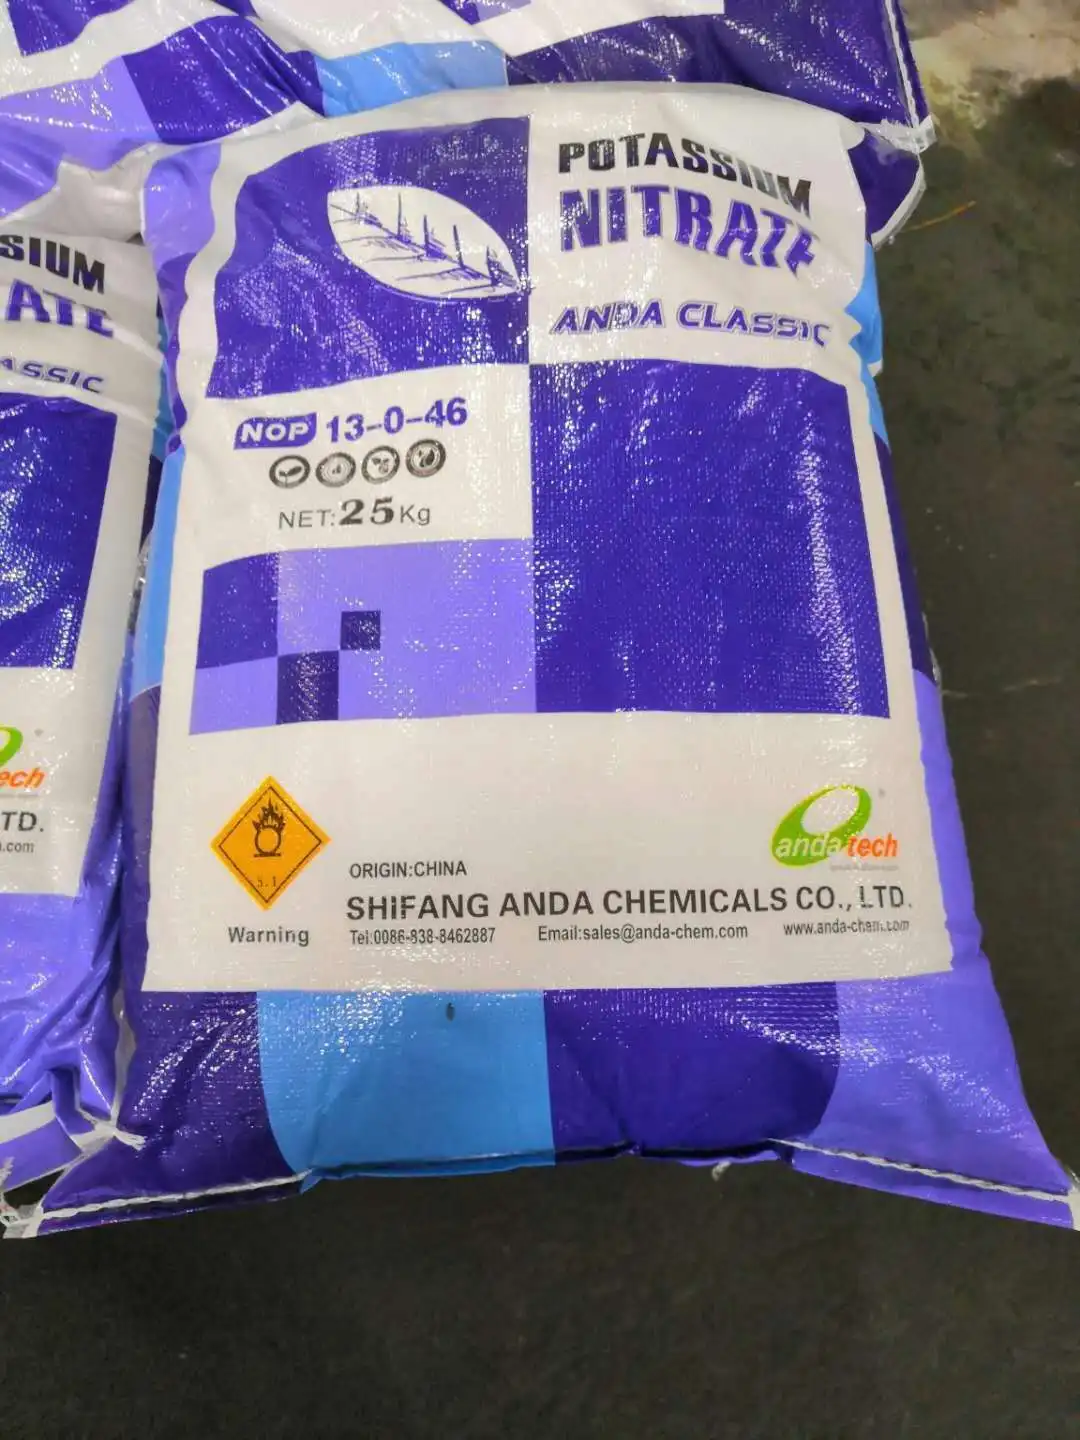 POTASSIUM
NITRATE
ANDA CLASSIC
NOP 13-0-46
NET:25Kg
5.1
Warning
ORIGIN:CHINA
SHIFANG ANDA CHEMICALS CO., LTD.
Tel:0086-838-8462887 Email:sales@anda-chem.com www.anda-chem.com
anda tech
SIUM
ATE
ASSIC
ech
TD.
.com